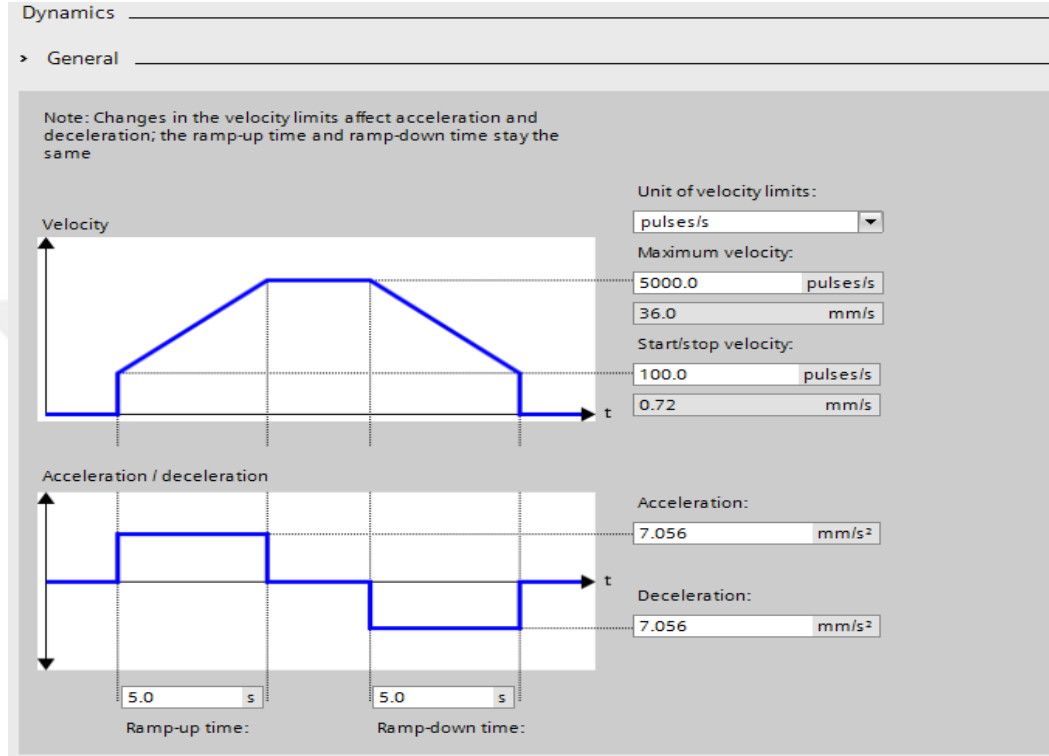 Dynamics
> General
Note: Changes in the velocity limits affect acceleration and
deceleration; the ramp-up time and ramp-down time stay the
same
Unit of velocity limits:
pulses/s
Velocity
Maximum velocity:
5000.0 pulses/s
36.0 mm/s
Start/stop velocity:
100.0 pulses/s
0.72 mm/s
t
Acceleration / deceleration
Acceleration:
7.056 mm/s²
t
Deceleration:
7.056 mm/s²
5.0 s
5.0 s
Ramp-up time:
Ramp-down time: